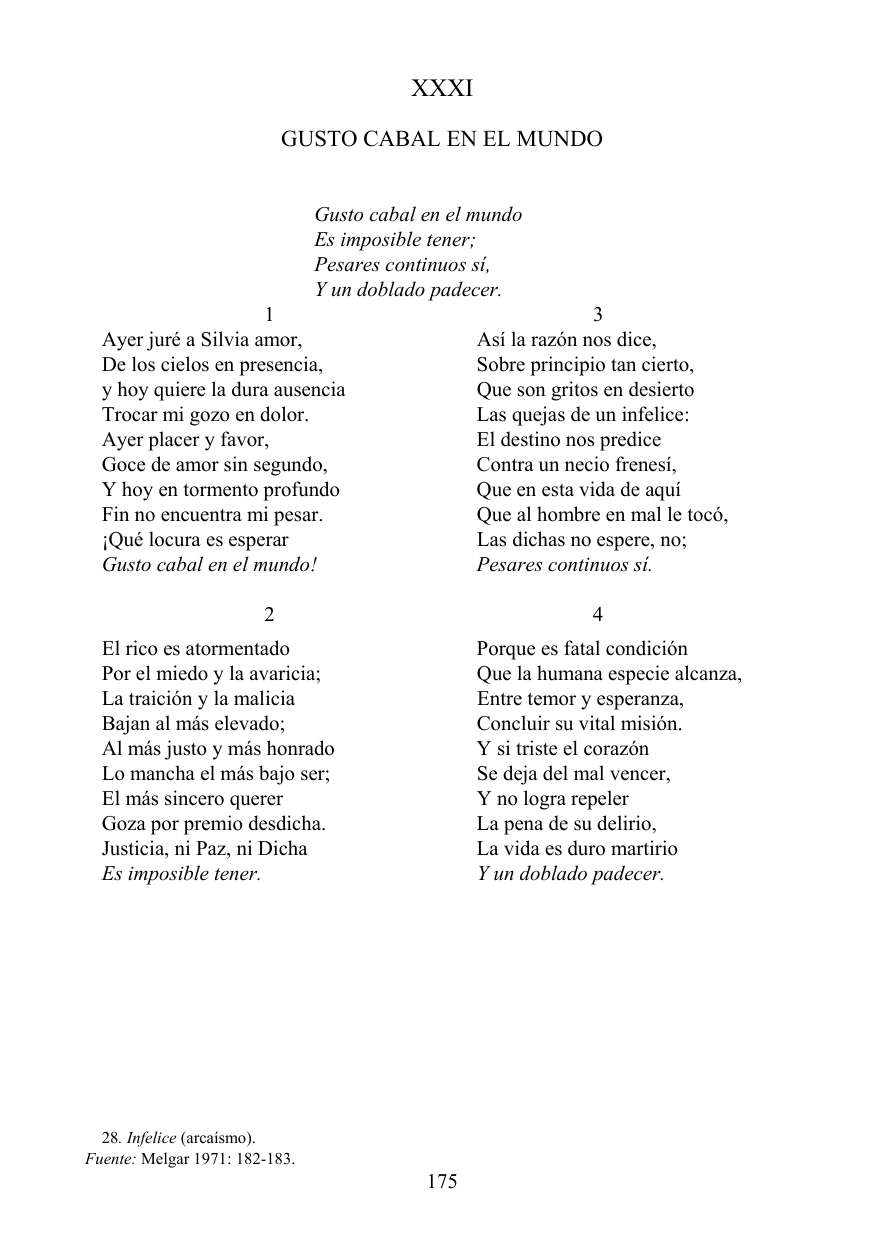 XXXI
GUSTO CABAL EN EL MUNDO
Gusto cabal en el mundo
Es imposible tener;
Pesares continuos sí,
Y un doblado padecer.
1
Ayer juré a Silvia amor,
De los cielos en presencia,
y hoy quiere la dura ausencia
Trocar mi gozo en dolor.
Ayer placer y favor,
Goce de amor sin segundo,
Y hoy en tormento profundo
Fin no encuentra mi pesar.
¡Qué locura es esperar
Gusto cabal en el mundo!
2
El rico es atormentado
Por el miedo y la avaricia;
La traición y la malicia
Bajan al más elevado;
Al más justo y más honrado
Lo mancha el más bajo ser;
El más sincero querer
Goza por premio desdicha.
Justicia, ni Paz, ni Dicha
Es imposible tener.
3
Así la razón nos dice,
Sobre principio tan cierto,
Que son gritos en desierto
Las quejas de un infelice:
El destino nos predice
Contra un necio frenesí,
Que en esta vida de aquí
Que al hombre en mal le tocó,
Las dichas no espere, no;
Pesares continuos sí.
4
Porque es fatal condición
Que la humana especie alcanza,
Entre temor y esperanza,
Concluir su vital misión.
Y si triste el corazón
Se deja del mal vencer,
Y no logra repeler
La pena de su delirio,
La vida es duro martirio
Y un doblado padecer.
28. Infelice (arcaísmo).
Fuente: Melgar 1971: 182-183.
175